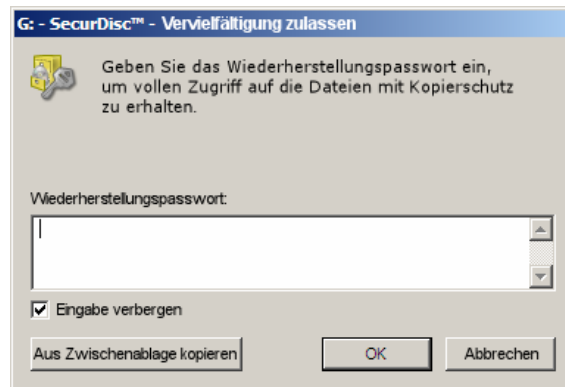 G: - SecurDisc™ - Vervielfältigung zulassen
Geben Sie das Wiederherstellungspasswort ein,
um vollen Zugriff auf die Dateien mit Kopierschutz
zu erhalten.
Wiederherstellungspasswort:
Eingabe verbergen
Aus Zwischenablage kopieren
OK
Abbrechen